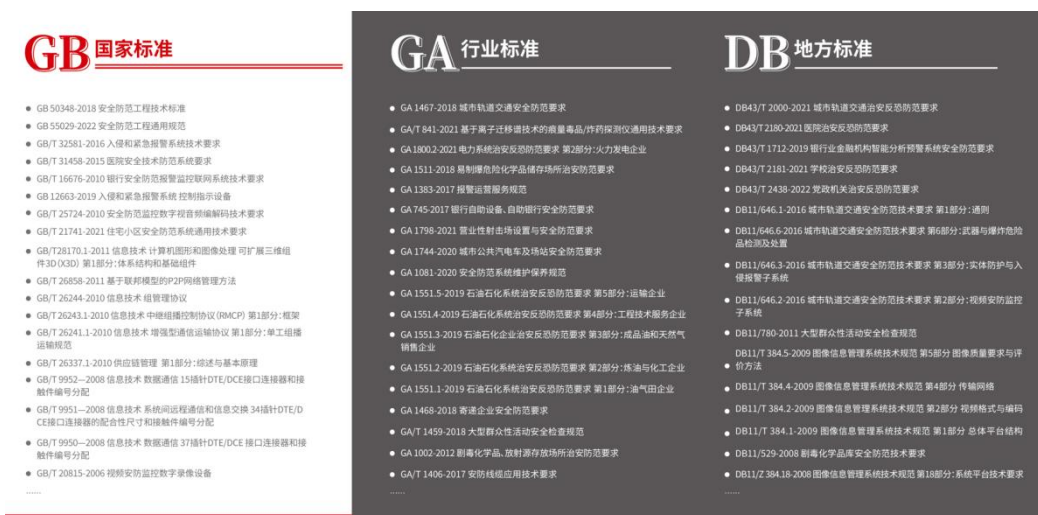 GB 国家标准
GB 50348-2018 安全防范工程技术标准
GB 55029-2022 安全防范工程通用规范
GB/T 32581-2016 入侵和紧急报警系统技术要求
GB/T 31458-2015 医院安全技术防范系统要求
GB/T 16676-2010 银行安全防范报警监控联网系统技术要求
GB 12663-2019 入侵和紧急报警系统 控制指示设备
GB/T 25724-2010 安全防范监控数字视音频编解码技术要求
GB/T 21741-2021 住宅小区安全防范系统通用技术要求
GB/T28170.1-2011 信息技术 计算机图形和图像处理 可扩展三维组
件3D(X3D) 第1部分:体系结构和基础组件
GB/T 26858-2011 基于联邦模型的P2P网络管理方法
GB/T 26244-2010 信息技术 组管理协议
GB/T 26243.1-2010 信息技术 中继组播控制协议(RMCP) 第1部分:框架
GB/T 26241.1-2010 信息技术 增强型通信运输协议 第1部分:单工组播
运输规范
GB/T 26337.1-2010 供应链管理 第1部分:综述与基本原理
GB/T 9952—2008 信息技术 数据通信 15插针DTE/DCE接口连接器和接
触件编号分配
GB/T 9951—2008 信息技术 系统间远程通信和信息交换 34插针DTE/D
CE接口连接器的配合性尺寸和接触件编号分配
GB/T 9950—2008 信息技术 数据通信 37插针DTE/DCE 接口连接器和接
触件编号分配
GB/T 20815-2006 视频安防监控数字录像设备
......
GA 行业标准
GA 1467-2018 城市轨道交通安全防范要求
GA/T 841-2021 基于离子迁移谱技术的痕量毒品/炸药探测仪通用技术要求
GA 1800.2-2021 电力系统治安反恐防范要求 第2部分:火力发电企业
GA 1511-2018 易制爆危险化学品储存场所治安防范要求
GA 1383-2017 报警运营服务规范
GA 745-2017 银行自助设备、自助银行安全防范要求
GA 1798-2021 营业性射击场设置与安全防范要求
GA 1744-2020 城市公共汽电车及场站安全防范要求
GA 1081-2020 安全防范系统维护保养规范
GA 1551.5-2019 石油石化系统治安反恐防范要求 第5部分:运输企业
GA 1551.4-2019 石油石化系统治安反恐防范要求 第4部分:工程技术服务企业
GA 1551.3-2019 石油石化企业治安反恐防范要求 第3部分:成品油和天然气
销售企业
GA 1551.2-2019 石油石化系统治安反恐防范要求 第2部分:炼油与化工企业
GA 1551.1-2019 石油石化系统治安反恐防范要求 第1部分:油气田企业
GA 1468-2018 寄递企业安全防范要求
GA/T 1459-2018 大型群众性活动安全检查规范
GA 1002-2012 剧毒化学品、放射源存放场所治安防范要求
GA/T 1406-2017 安防线缆应用技术要求
......
DB 地方标准
DB43/T 2000-2021 城市轨道交通治安反恐防范要求
DB43/T 2180-2021 医院治安反恐防范要求
DB43/T 1712-2019 银行业金融机构智能分析预警系统安全防范要求
DB43/T 2181-2021 学校治安反恐防范要求
DB43/T 2438-2022 党政机关治安反恐防范要求
DB11/646.1-2016 城市轨道交通安全防范技术要求 第1部分:通则
DB11/646.6-2016 城市轨道交通安全防范技术要求 第6部分:武器与爆炸危险
品检测及处置
DB11/646.3-2016 城市轨道交通安全防范技术要求 第3部分:实体防护与入
侵报警子系统
DB11/646.2-2016 城市轨道交通安全防范技术要求 第2部分:视频安防监控
子系统
DB11/780-2011 大型群众性活动安全检查规范
DB11/T 384.5-2009 图像信息管理系统技术规范 第5部分 图像质量要求与评
价方法
DB11/T 384.4-2009 图像信息管理系统技术规范 第4部分 传输网络
DB11/T 384.2-2009 图像信息管理系统技术规范 第2部分 视频格式与编码
DB11/T 384.1-2009 图像信息管理系统技术规范 第1部分 总体平台结构
DB11/529-2008 剧毒化学品库安全防范技术要求
DB11/Z 384.18-2008 图像信息管理系统技术规范 第18部分:系统平台技术要求
......